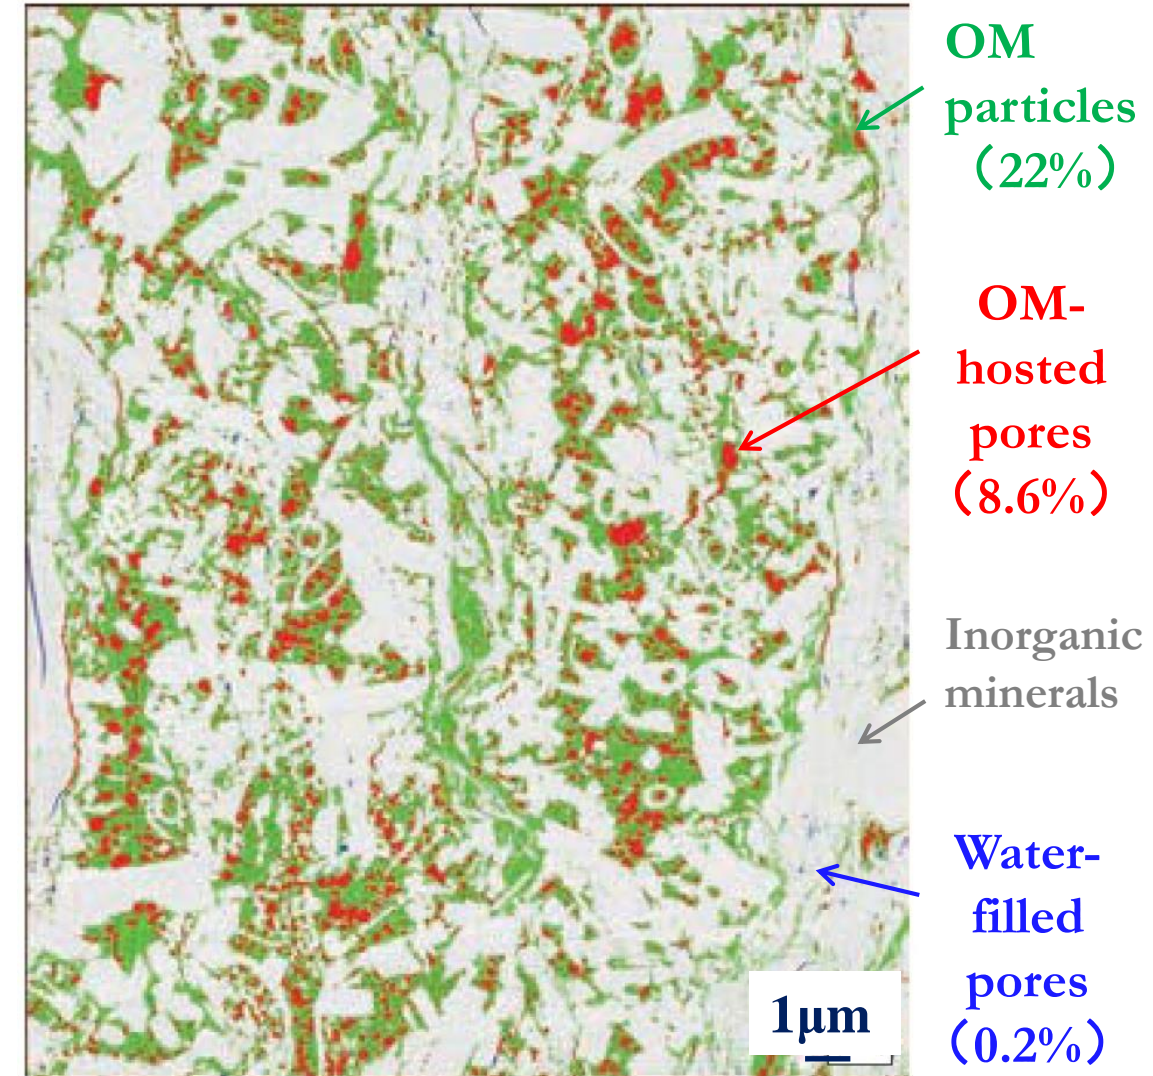 OM
particles
（22%）
OM-
hosted
pores
（8.6%）
Inorganic
minerals
Water-
filled
pores
（0.2%）
1μm